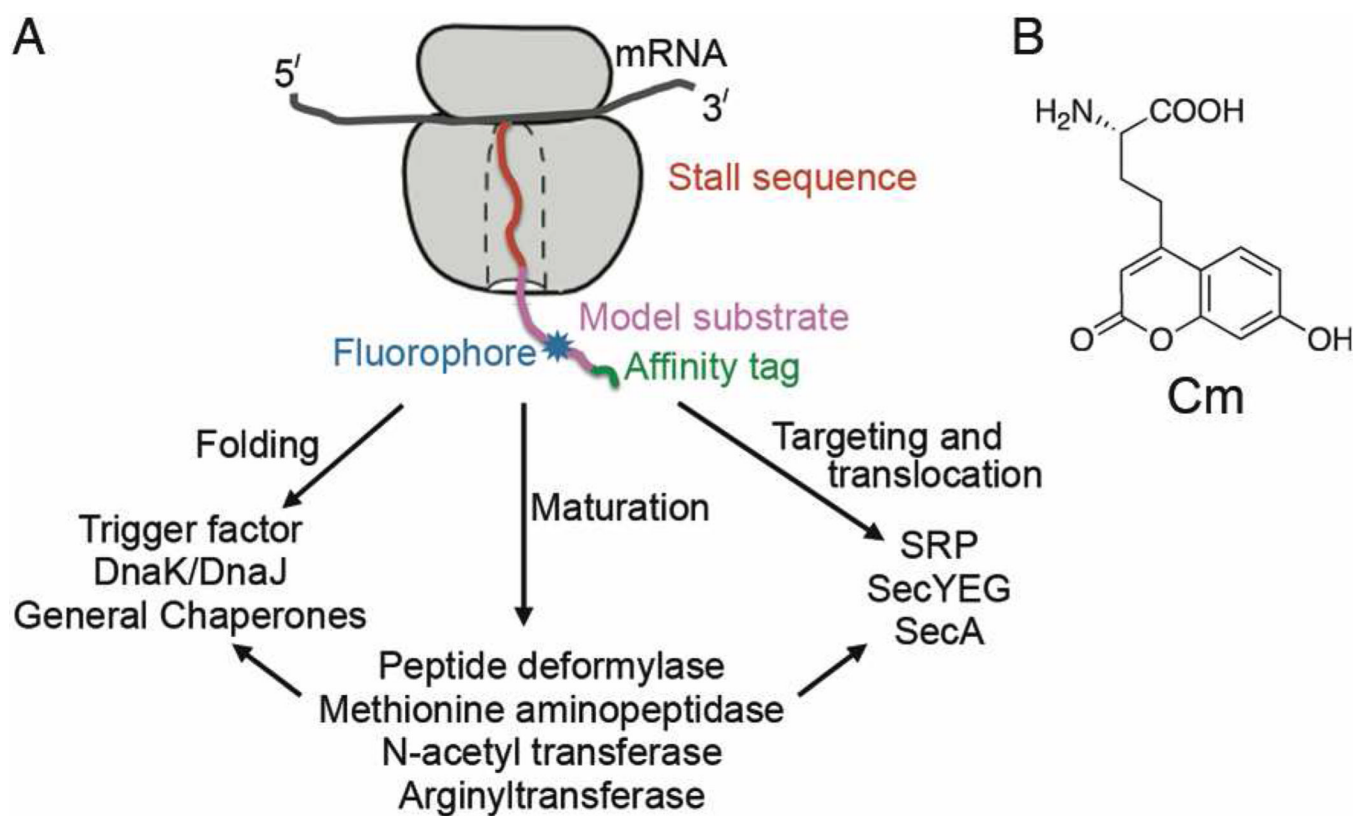 A
B
5′
mRNA
3′
Stall sequence
Model substrate
Fluorophore
Affinity tag
Folding
Maturation
Targeting and
translocation
Trigger factor
DnaK/DnaJ
General Chaperones
SRP
SecYEG
SecA
Peptide deformylase
Methionine aminopeptidase
N-acetyl transferase
Arginyltransferase
H₂N
COOH
O
O
OH
Cm